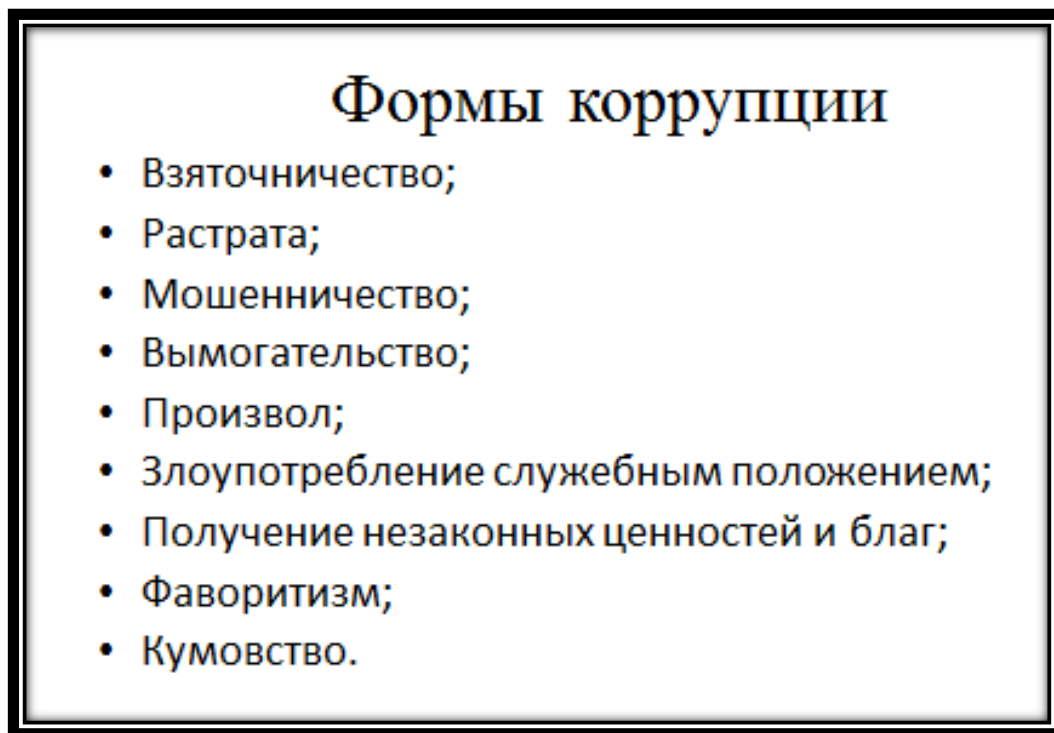 Формы коррупции
• Взяточничество;
• Растрата;
• Мошенничество;
• Вымогательство;
• Произвол;
• Злоупотребление служебным положением;
• Получение незаконных ценностей и благ;
• Фаворитизм;
• Кумовство.